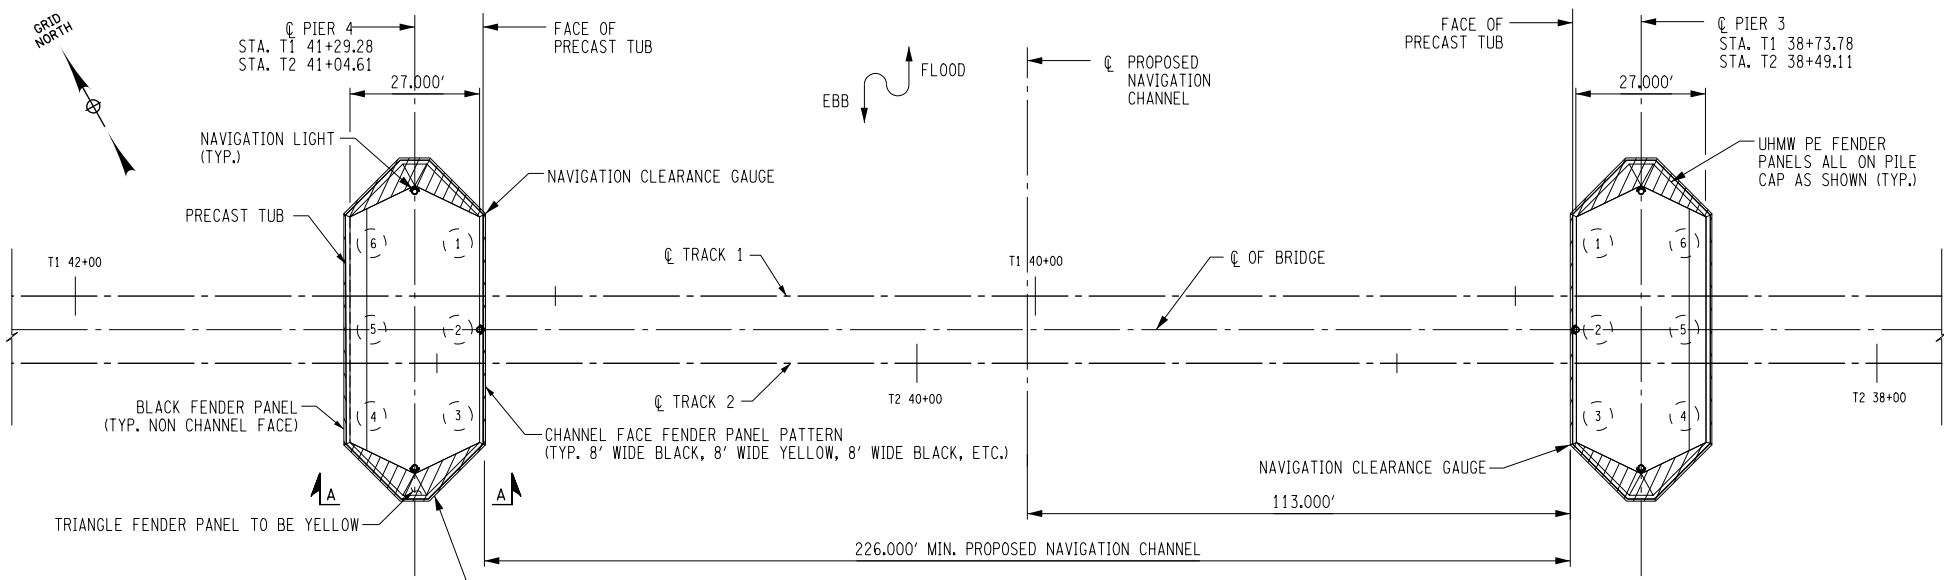 GRID
NORTH
℄ PIER 4
STA. T1 41+29.28
STA. T2 41+04.61
27.000'
FACE OF
PRECAST TUB
EBB
FLOOD
℄ PROPOSED
NAVIGATION
CHANNEL
FACE OF
PRECAST TUB
℄ PIER 3
STA. T1 38+73.78
STA. T2 38+49.11
27.000'
NAVIGATION LIGHT
(TYP.)
NAVIGATION CLEARANCE GAUGE
UHMW PE FENDER
PANELS ALL ON PILE
CAP AS SHOWN (TYP.)
PRECAST TUB
6
1
1
6
T1 42+00
℄ TRACK 1
T1 40+00
℄ OF BRIDGE
5
2
2
5
℄ TRACK 2
T2 40+00
T2 38+00
BLACK FENDER PANEL
(TYP. NON CHANNEL FACE)
4
3
3
4
CHANNEL FACE FENDER PANEL PATTERN
(TYP. 8' WIDE BLACK, 8' WIDE YELLOW, 8' WIDE BLACK, ETC.)
NAVIGATION CLEARANCE GAUGE
A
A
113.000'
TRIANGLE FENDER PANEL TO BE YELLOW
226.000' MIN. PROPOSED NAVIGATION CHANNEL